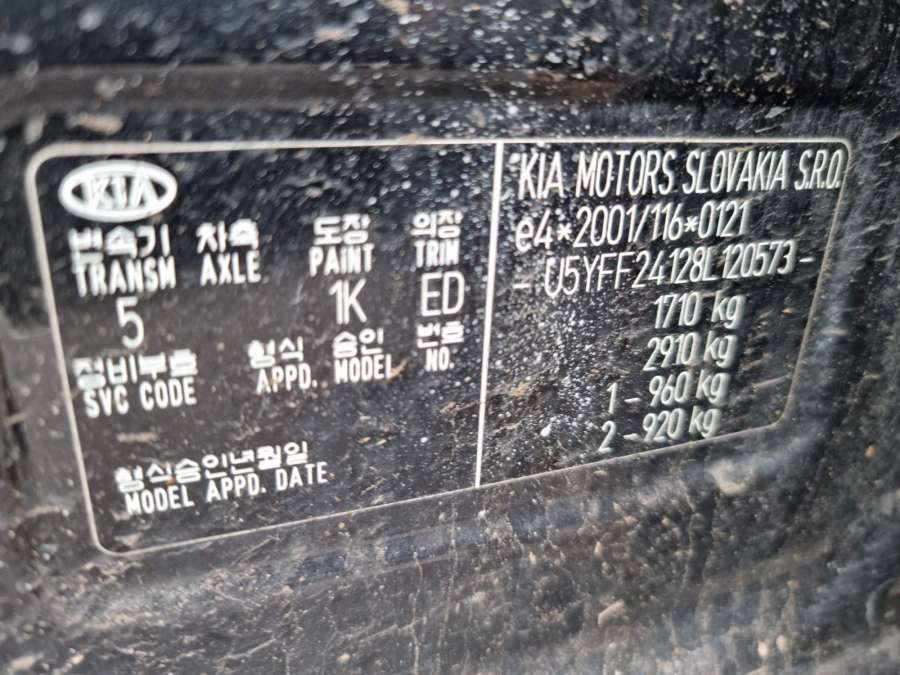 KIA
변속기 차축 도장 의장
TRANSM AXLE PAINT TRIM
5 1K ED
정비부호 형식 승인 번호
SVC CODE APPD. MODEL NO.
형식승인년월일
MODEL APPD. DATE
KIA MOTORS SLOVAKIA S.R.O.
e4*2001/116*0121
- U5YFF24128L120573 -
1710 kg
2910 kg
1 - 960 kg
2 - 920 kg